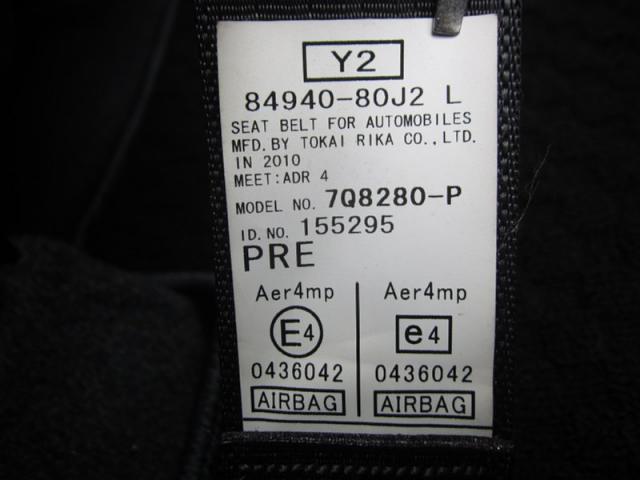 Y2
84940-80J2 L
SEAT BELT FOR AUTOMOBILES
MFD. BY TOKAI RIKA CO., LTD.
IN 2010
MEET:ADR 4
MODEL NO. 7Q8280-P
ID. NO. 155295
PRE
Aer4mp Aer4mp
E4 e4
0436042 0436042
AIRBAG AIRBAG